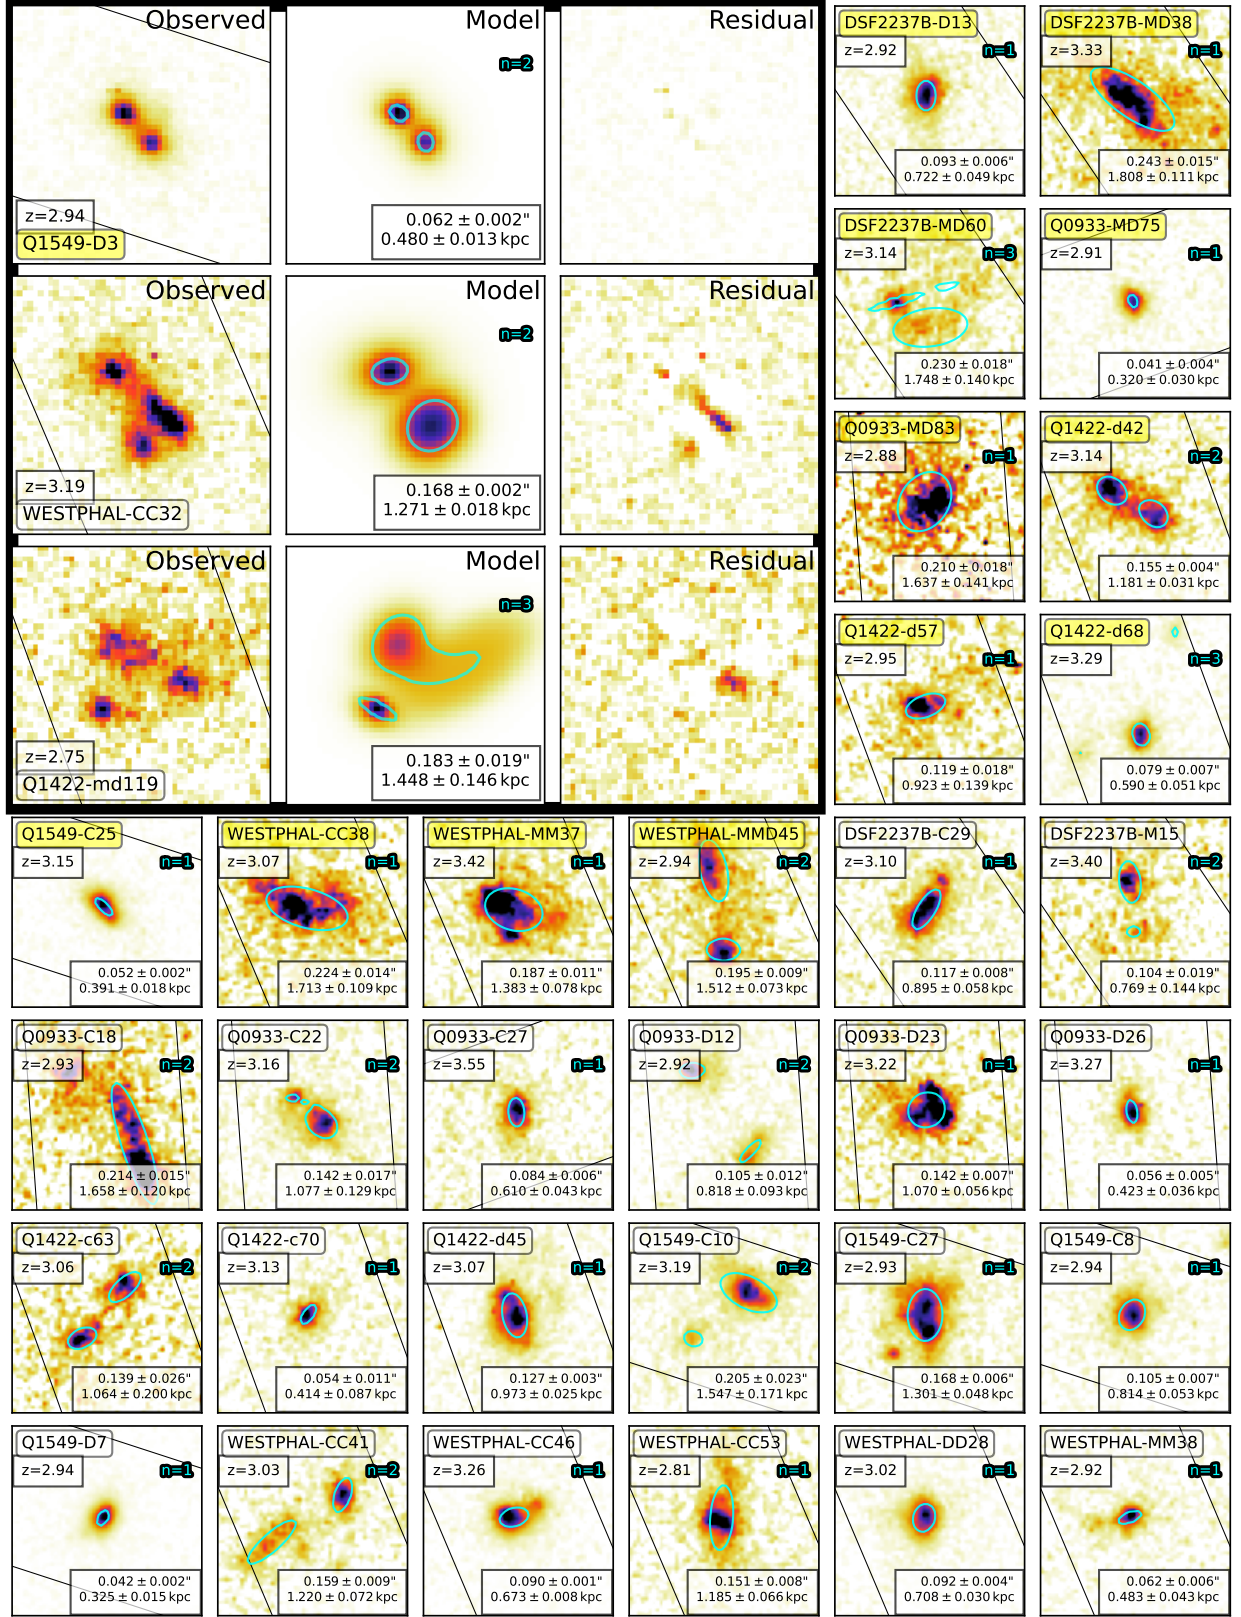 Observed
Model
n=2
Residual
z=2.94
Q1549-D3
0.062 ± 0.002"
0.480 ± 0.013 kpc
Observed
Model
n=2
Residual
z=3.19
WESTPHAL-CC32
0.168 ± 0.002"
1.271 ± 0.018 kpc
Observed
Model
n=3
Residual
z=2.75
Q1422-md119
0.183 ± 0.019"
1.448 ± 0.146 kpc
DSF2237B-D13
z=2.92
n=1
0.093 ± 0.006"
0.722 ± 0.049 kpc
DSF2237B-MD38
z=3.33
n=1
0.243 ± 0.015"
1.808 ± 0.111 kpc
DSF2237B-MD60
z=3.14
n=3
0.230 ± 0.018"
1.748 ± 0.140 kpc
Q0933-MD75
z=2.91
n=1
0.041 ± 0.004"
0.320 ± 0.030 kpc
Q0933-MD83
z=2.88
n=1
0.210 ± 0.018"
1.637 ± 0.141 kpc
Q1422-d42
z=3.14
n=2
0.155 ± 0.004"
1.181 ± 0.031 kpc
Q1422-d57
z=2.95
n=1
0.119 ± 0.018"
0.923 ± 0.139 kpc
Q1422-d68
z=3.29
n=3
0.079 ± 0.007"
0.590 ± 0.051 kpc
Q1549-C25
z=3.15
n=1
0.052 ± 0.002"
0.391 ± 0.018 kpc
WESTPHAL-CC38
z=3.07
n=1
0.224 ± 0.014"
1.713 ± 0.109 kpc
WESTPHAL-MM37
z=3.42
n=1
0.187 ± 0.011"
1.383 ± 0.078 kpc
WESTPHAL-MMD45
z=2.94
n=2
0.195 ± 0.009"
1.512 ± 0.073 kpc
DSF2237B-C29
z=3.10
n=1
0.117 ± 0.008"
0.895 ± 0.058 kpc
DSF2237B-M15
z=3.40
n=2
0.104 ± 0.019"
0.769 ± 0.144 kpc
Q0933-C18
z=2.93
n=2
0.214 ± 0.015"
1.658 ± 0.120 kpc
Q0933-C22
z=3.16
n=2
0.142 ± 0.017"
1.077 ± 0.129 kpc
Q0933-C27
z=3.55
n=1
0.084 ± 0.006"
0.610 ± 0.043 kpc
Q0933-D12
z=2.92
n=2
0.105 ± 0.012"
0.818 ± 0.093 kpc
Q0933-D23
z=3.22
n=1
0.142 ± 0.007"
1.070 ± 0.056 kpc
Q0933-D26
z=3.27
n=1
0.056 ± 0.005"
0.423 ± 0.036 kpc
Q1422-c63
z=3.06
n=2
0.139 ± 0.026"
1.064 ± 0.200 kpc
Q1422-c70
z=3.13
n=1
0.054 ± 0.011"
0.414 ± 0.087 kpc
Q1422-d45
z=3.07
n=1
0.127 ± 0.003"
0.973 ± 0.025 kpc
Q1549-C10
z=3.19
n=2
0.205 ± 0.023"
1.547 ± 0.171 kpc
Q1549-C27
z=2.93
n=1
0.168 ± 0.006"
1.301 ± 0.048 kpc
Q1549-C8
z=2.94
n=1
0.105 ± 0.007"
0.814 ± 0.053 kpc
Q1549-D7
z=2.94
n=1
0.042 ± 0.002"
0.325 ± 0.015 kpc
WESTPHAL-CC41
z=3.03
n=2
0.159 ± 0.009"
1.220 ± 0.072 kpc
WESTPHAL-CC46
z=3.26
n=1
0.090 ± 0.001"
0.673 ± 0.008 kpc
WESTPHAL-CC53
z=2.81
n=1
0.151 ± 0.008"
1.185 ± 0.066 kpc
WESTPHAL-DD28
z=3.02
n=1
0.092 ± 0.004"
0.708 ± 0.030 kpc
WESTPHAL-MM38
z=2.92
n=1
0.062 ± 0.006"
0.483 ± 0.043 kpc